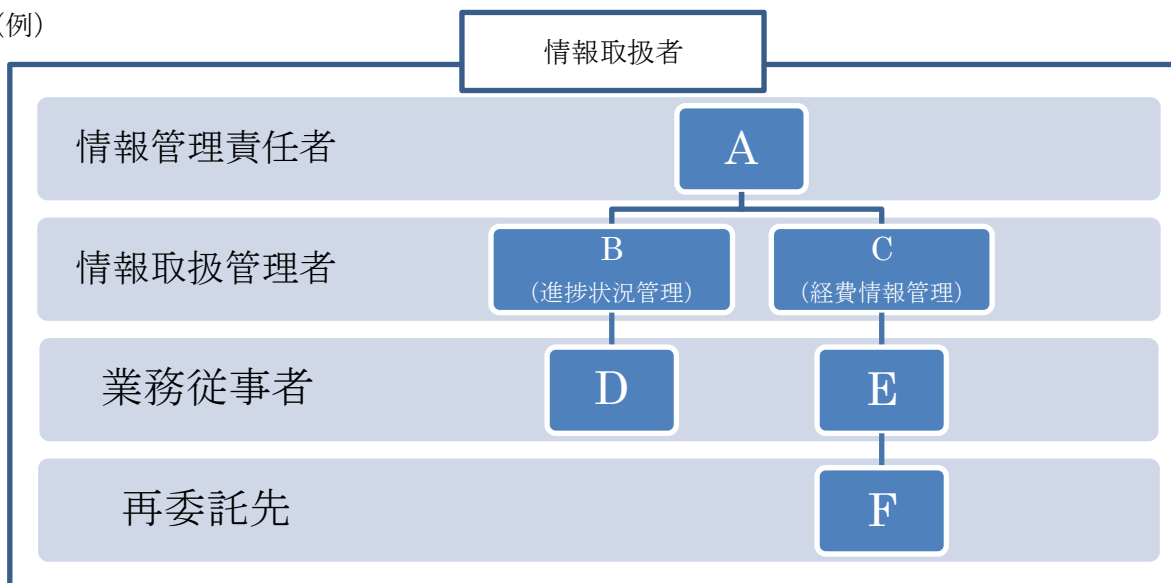 （例）
情報取扱者
情報管理責任者
A
情報取扱管理者
B
（進捗状況管理）
C
（経費情報管理）
業務従事者
D
E
再委託先
F